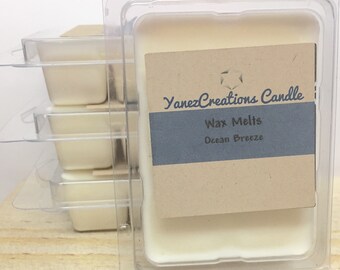 YanezCreations Candle
Wax Melts
Ocean Breeze